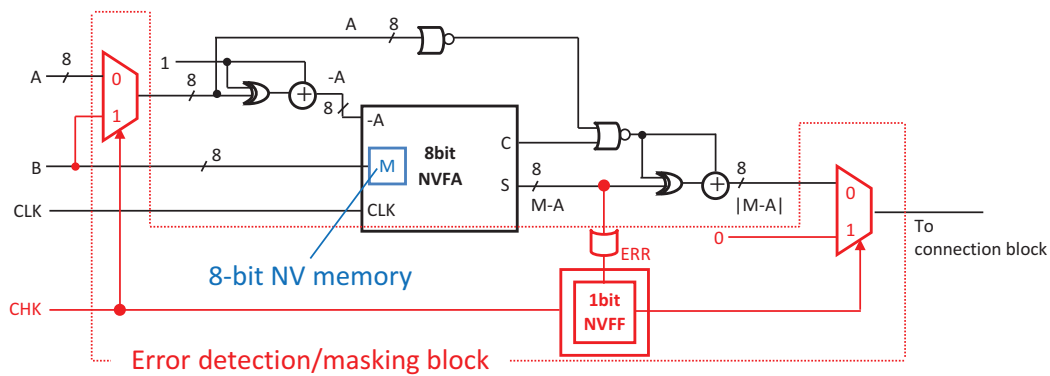 A
8
1
-A
8
A
8
0
1
8
-A
8bit
NVFA
M
C
S
CLK
B
8
CLK
8
M-A
8
|M-A|
0
1
0
To
connection block
ERR
8-bit NV memory
1bit
NVFF
CHK
Error detection/masking block